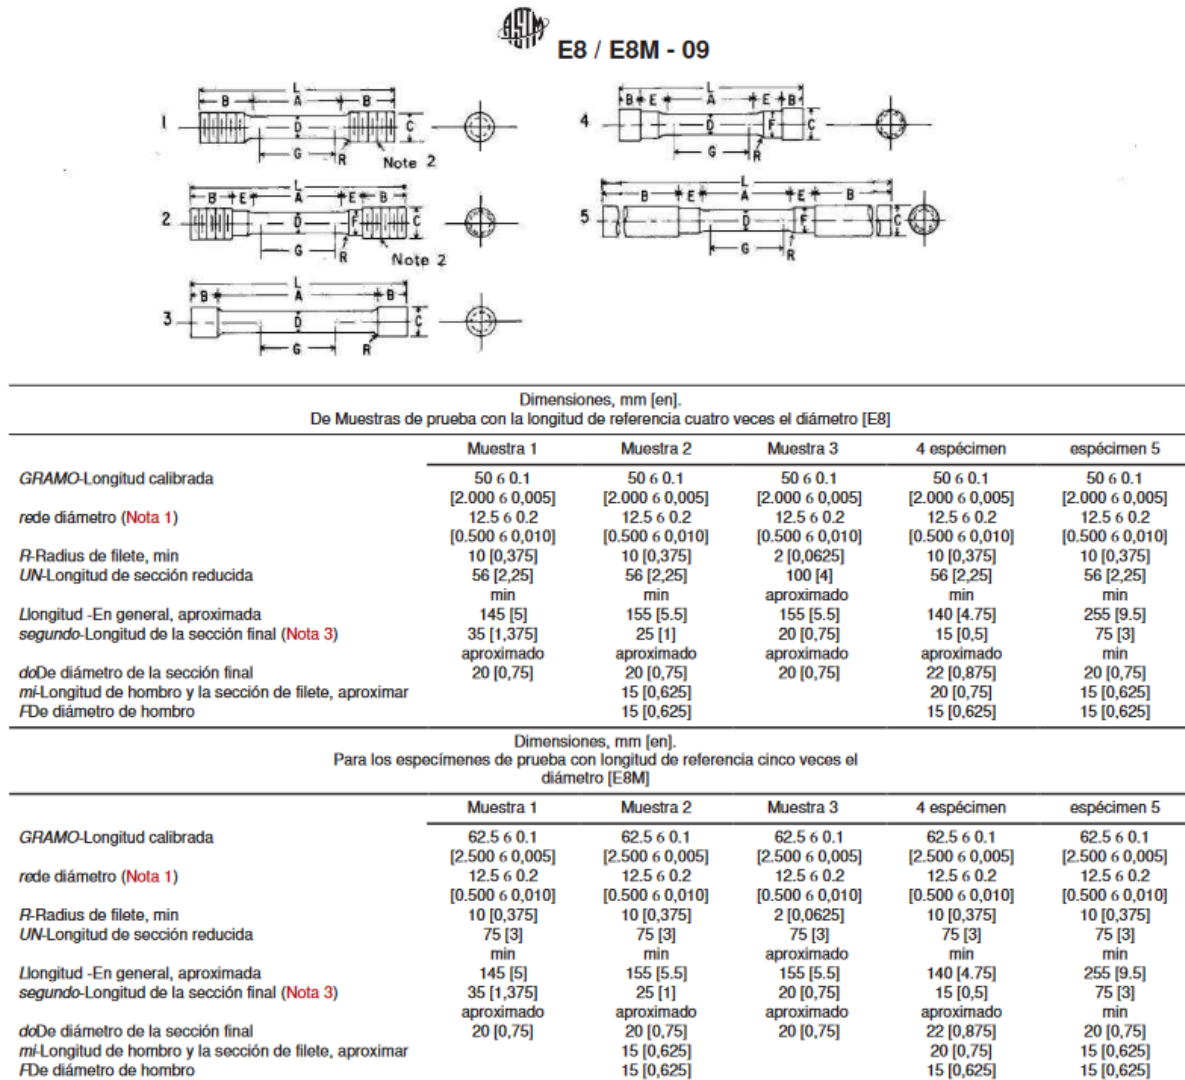 ASTM
E8 / E8M - 09
L
B A B
1 D C
G R Note 2
L
B E A E B
2 D F C
G R Note 2
L
B A B
3 D C
G R
L
B E A E B
4 D F C
G R
L
B E A E B
5 D F C
G R
Dimensiones, mm [en].
De Muestras de prueba con la longitud de referencia cuatro veces el diámetro [E8]
Muestra 1 Muestra 2 Muestra 3 4 espécimen espécimen 5
GRAMO-Longitud calibrada 50 6 0.1 50 6 0.1 50 6 0.1 50 6 0.1 50 6 0.1
[2.000 6 0,005] [2.000 6 0,005] [2.000 6 0,005] [2.000 6 0,005] [2.000 6 0,005]
rede diámetro (Nota 1) 12.5 6 0.2 12.5 6 0.2 12.5 6 0.2 12.5 6 0.2 12.5 6 0.2
[0.500 6 0,010] [0.500 6 0,010] [0.500 6 0,010] [0.500 6 0,010] [0.500 6 0,010]
R-Radius de filete, min 10 [0,375] 10 [0,375] 2 [0,0625] 10 [0,375] 10 [0,375]
UN-Longitud de sección reducida 56 [2,25] 56 [2,25] 100 [4] 56 [2,25] 56 [2,25]
min min aproximado min min
Llongitud -En general, aproximada 145 [5] 155 [5.5] 155 [5.5] 140 [4.75] 255 [9.5]
segundo-Longitud de la sección final (Nota 3) 35 [1,375] 25 [1] 20 [0,75] 15 [0,5] 75 [3]
aproximado aproximado aproximado aproximado min
doDe diámetro de la sección final 20 [0,75] 20 [0,75] 20 [0,75] 22 [0,875] 20 [0,75]
mi-Longitud de hombro y la sección de filete, aproximar 15 [0,625] 20 [0,75] 15 [0,625]
FDe diámetro de hombro 15 [0,625] 15 [0,625] 15 [0,625]
Dimensiones, mm [en].
Para los especímenes de prueba con longitud de referencia cinco veces el
diámetro [E8M]
Muestra 1 Muestra 2 Muestra 3 4 espécimen espécimen 5
GRAMO-Longitud calibrada 62.5 6 0.1 62.5 6 0.1 62.5 6 0.1 62.5 6 0.1 62.5 6 0.1
[2.500 6 0,005] [2.500 6 0,005] [2.500 6 0,005] [2.500 6 0,005] [2.500 6 0,005]
rede diámetro (Nota 1) 12.5 6 0.2 12.5 6 0.2 12.5 6 0.2 12.5 6 0.2 12.5 6 0.2
[0.500 6 0,010] [0.500 6 0,010] [0.500 6 0,010] [0.500 6 0,010] [0.500 6 0,010]
R-Radius de filete, min 10 [0,375] 10 [0,375] 2 [0,0625] 10 [0,375] 10 [0,375]
UN-Longitud de sección reducida 75 [3] 75 [3] 75 [3] 75 [3] 75 [3]
min min aproximado min min
Llongitud -En general, aproximada 145 [5] 155 [5.5] 155 [5.5] 140 [4.75] 255 [9.5]
segundo-Longitud de la sección final (Nota 3) 35 [1,375] 25 [1] 20 [0,75] 15 [0,5] 75 [3]
aproximado aproximado aproximado aproximado min
doDe diámetro de la sección final 20 [0,75] 20 [0,75] 20 [0,75] 22 [0,875] 20 [0,75]
mi-Longitud de hombro y la sección de filete, aproximar 15 [0,625] 20 [0,75] 15 [0,625]
FDe diámetro de hombro 15 [0,625] 15 [0,625] 15 [0,625]